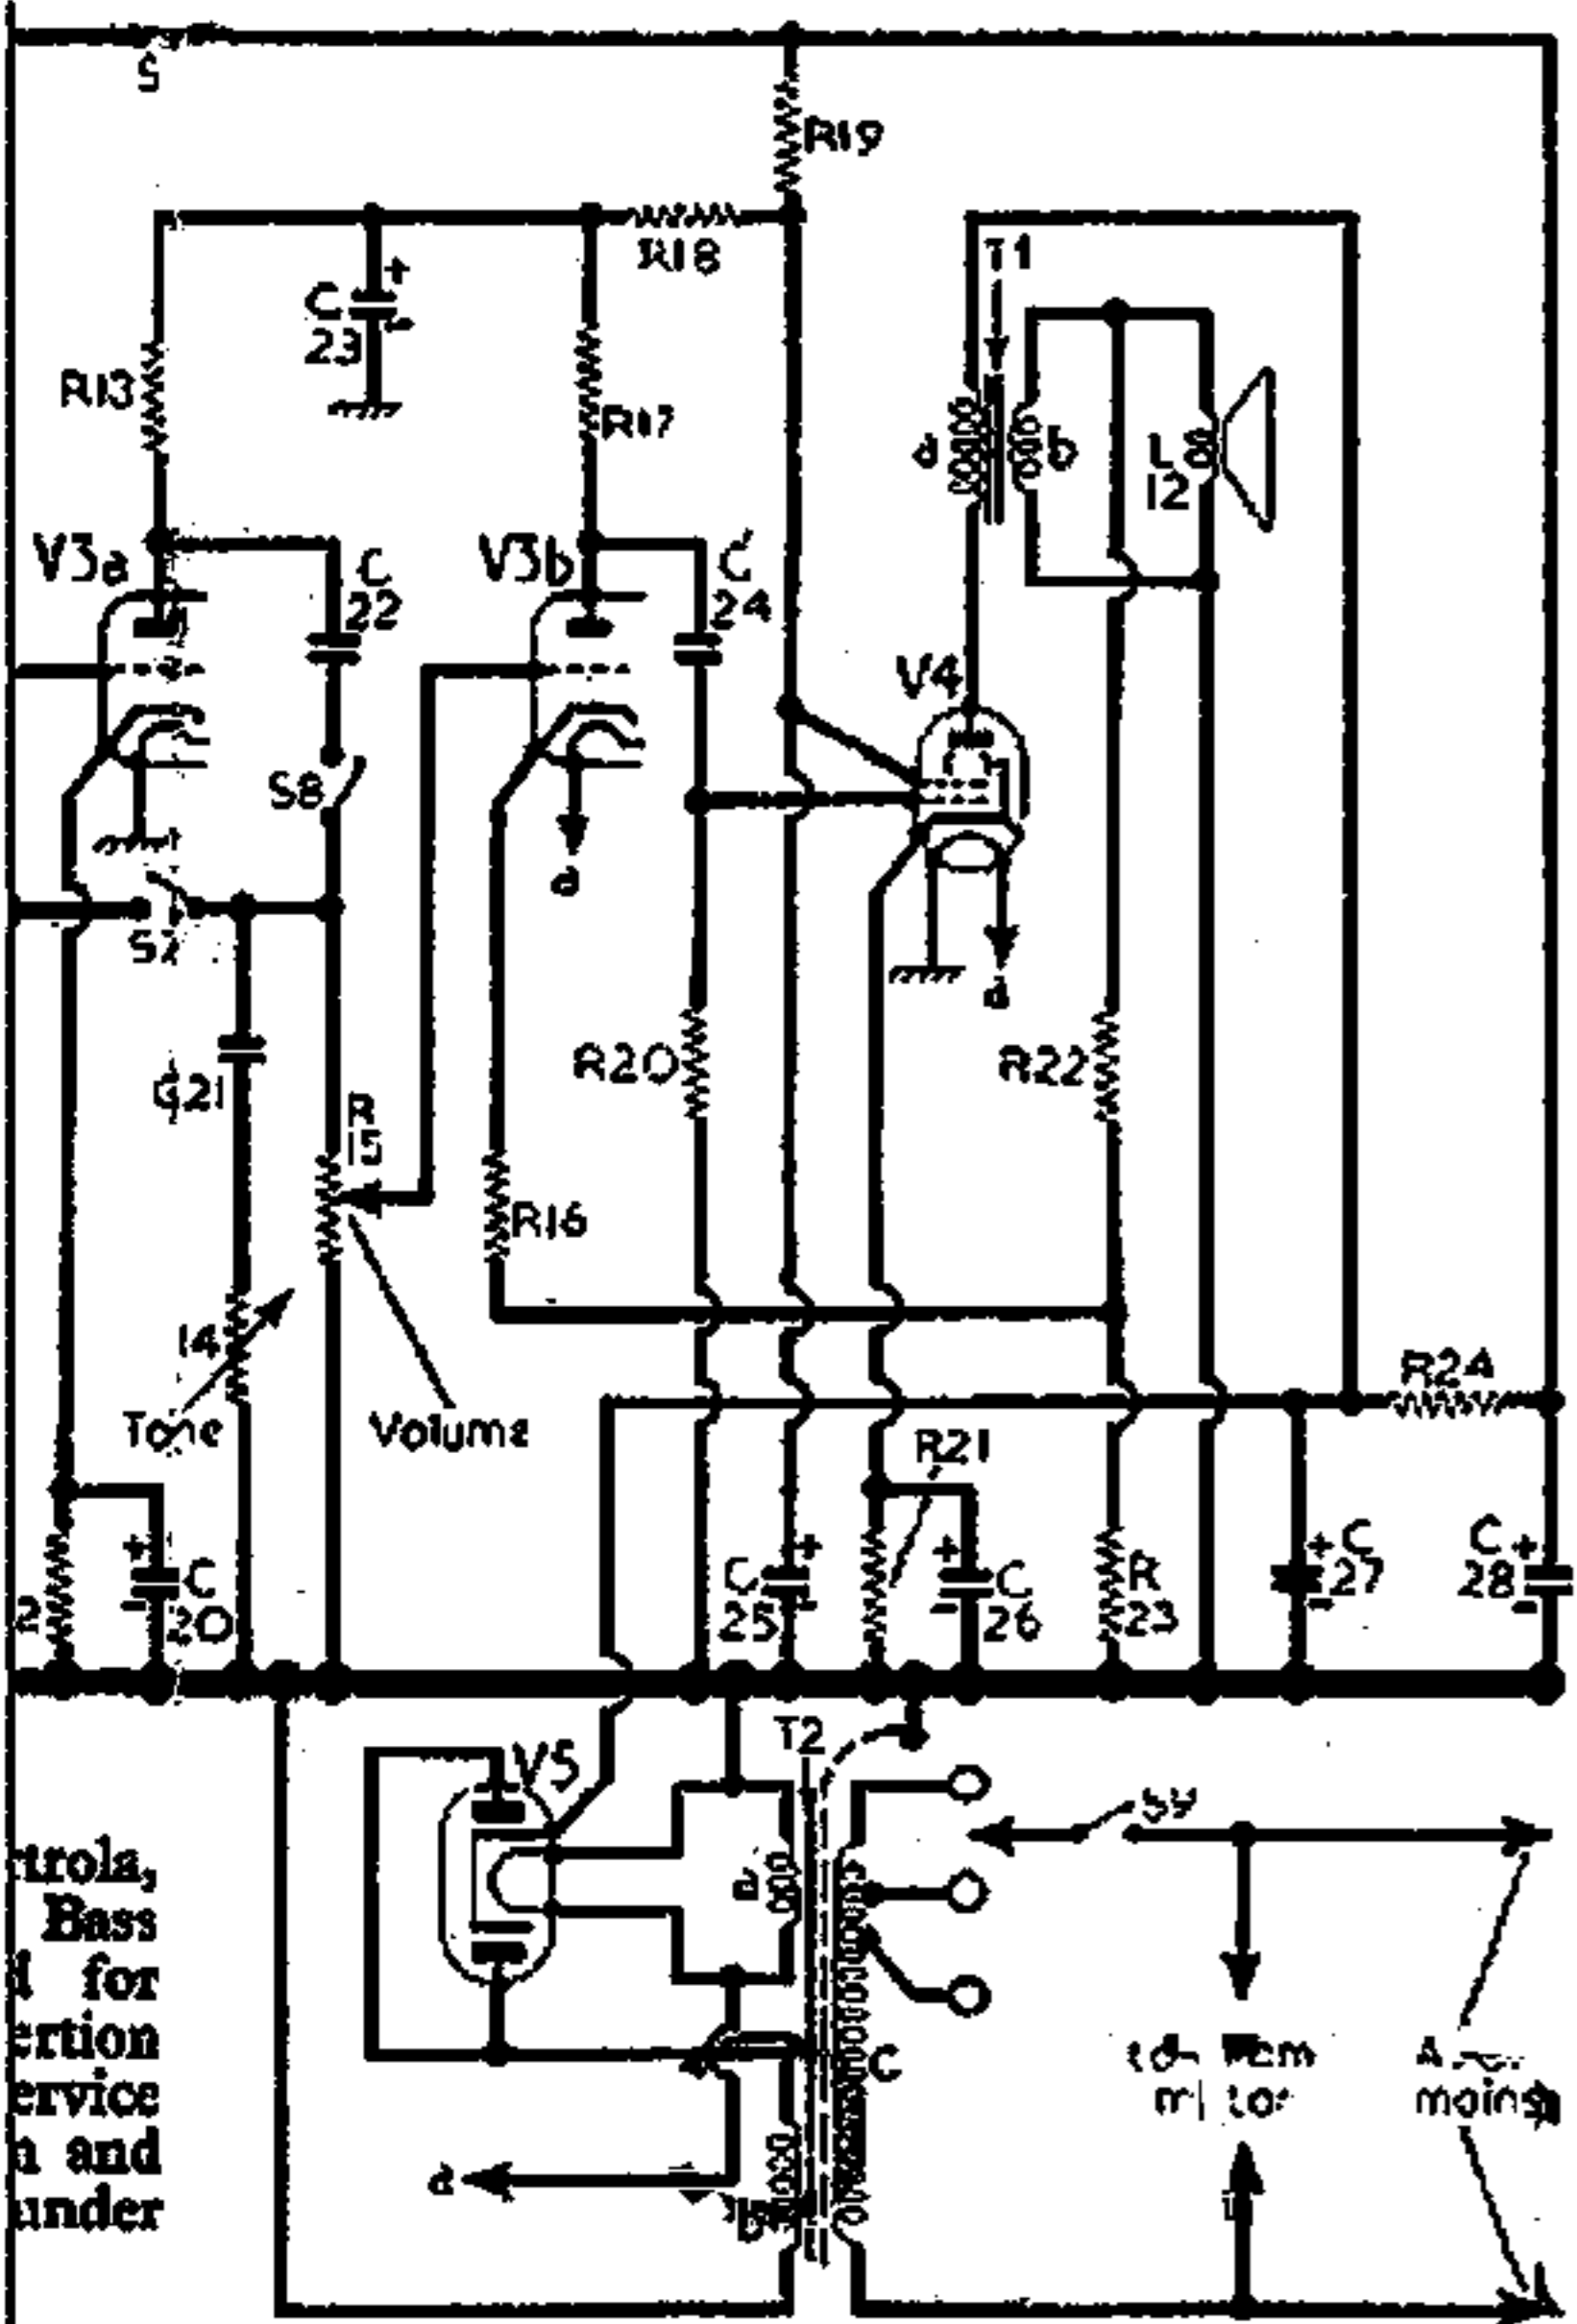 S
R19
R18
T1
C
23
R13
R17
a
b
L
12
V3a
V3b
C
22
C
24
V4
S8
a
S7
a
R20
R22
C21
R
15
R16
14
Tone
Volume
R24
R21
C
20
C
25
C
26
R
23
C
27
C
28
T2
V5
S9
a
c
a
b
mains
trols,
Bass
for
ertion
ervice
n and
under